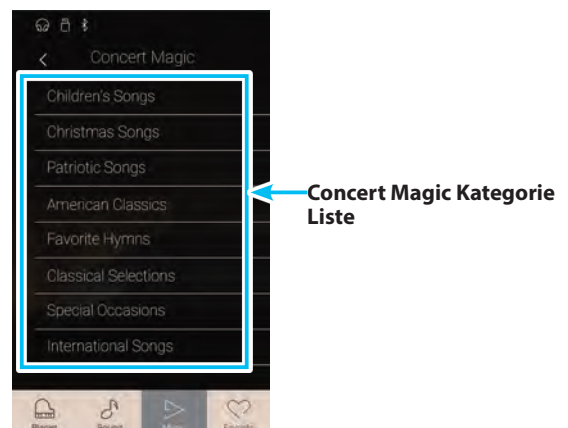 Concert Magic
Children's Songs
Christmas Songs
Patriotic Songs
American Classics
Favorite Hymns
Classical Selections
Special Occasions
International Songs
Concert Magic Kategorie
Liste